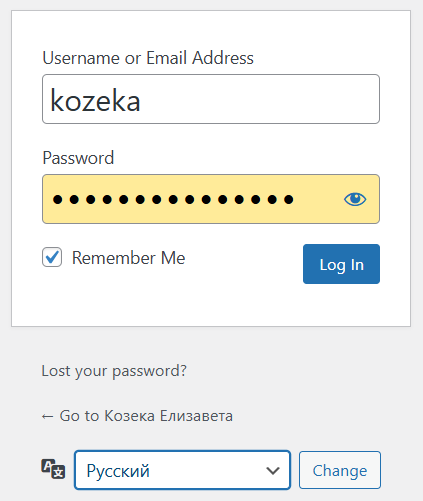 Username or Email Address
kozeka
Password
•••••••••••••••
Remember Me
Log In
Lost your password?
← Go to Козека Елизавета
Русский
Change